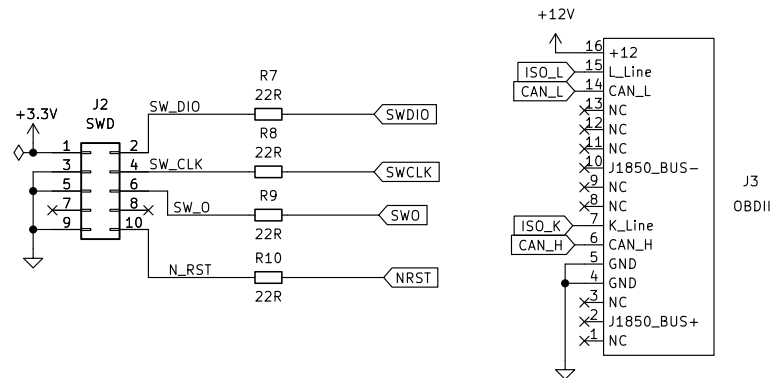 J2
SWD
+3.3V
1 2
3 4
5 6
7 8
9 10
SW_DIO
R7
22R
SWDIO
SW_CLK
R8
22R
SWCLK
SW_O
R9
22R
SWO
N_RST
R10
22R
NRST
+12V
16 +12
ISO_L 15 L_Line
CAN_L 14 CAN_L
13 NC
12 NC
11 NC
10 J1850_BUS-
9 NC
8 NC
ISO_K 7 K_Line
CAN_H 6 CAN_H
5 GND
4 GND
3 NC
2 J1850_BUS+
1 NC
J3
OBDII